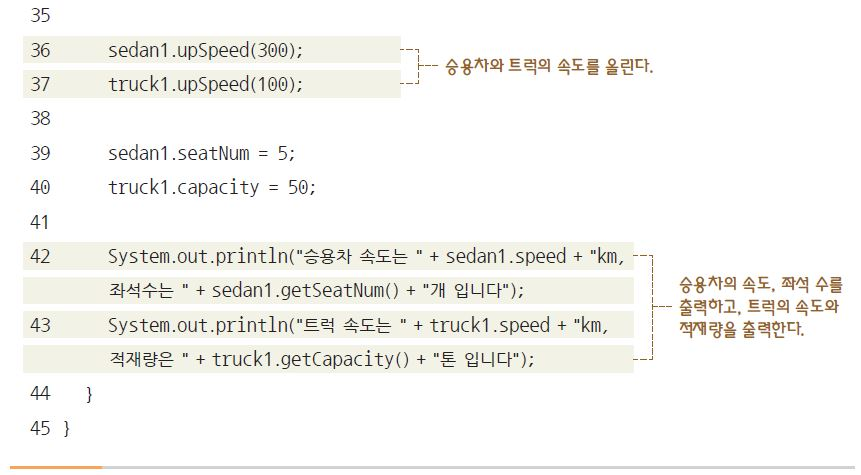 35
36 sedan1.upSpeed(300);
37 truck1.upSpeed(100);
승용차와 트럭의 속도를 올린다.
38
39 sedan1.seatNum = 5;
40 truck1.capacity = 50;
41
42 System.out.println("승용차 속도는 " + sedan1.speed + "km,
좌석수는 " + sedan1.getSeatNum() + "개 입니다");
43 System.out.println("트럭 속도는 " + truck1.speed + "km,
적재량은 " + truck1.getCapacity() + "톤 입니다");
승용차의 속도, 좌석 수를
출력하고, 트럭의 속도와
적재량을 출력한다.
44 }
45 }